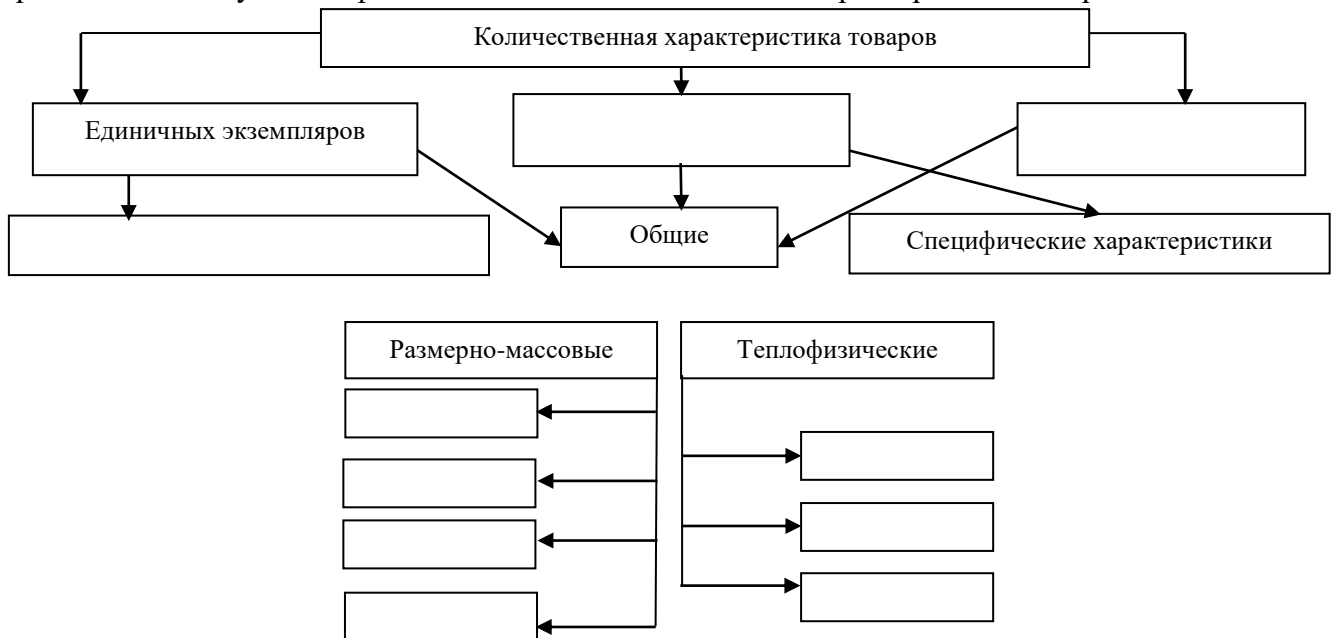 Количественная характеристика товаров
Единичных экземпляров
Общие
Специфические характеристики
Размерно-массовые
Теплофизические